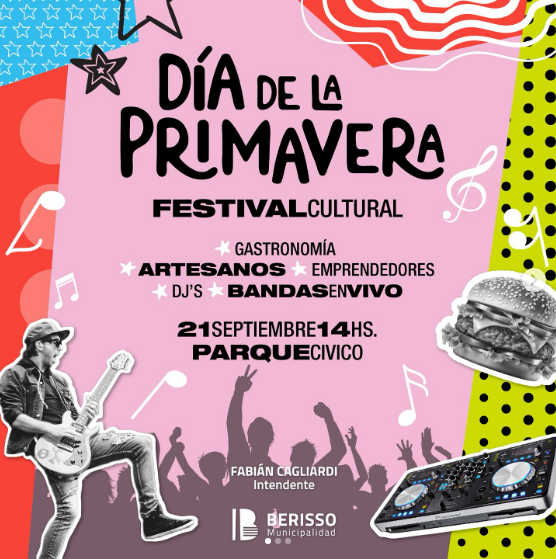 DÍA DE LA
PRIMAVERA
FESTIVALCULTURAL
GASTRONOMÍA
ARTESANOS EMPRENDEDORES
DJ'S BANDASENVIVO
21SEPTIEMBRE14HS.
PARQUECIVICO
FABIÁN CAGLIARDI
Intendente
BERISSO
Municipalidad